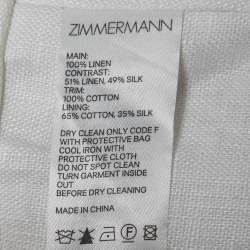 ZIMMERMANN
MAIN:
100% LINEN
CONTRAST:
51% LINEN, 49% SILK
TRIM:
100% COTTON
LINING:
65% COTTON, 35% SILK
DRY CLEAN ONLY CODE F
WITH PROTECTIVE BAG
COOL IRON WITH
PROTECTIVE CLOTH
DO NOT SPOT CLEAN
TURN GARMENT INSIDE
OUT
BEFORE DRY CLEANING
MADE IN CHINA